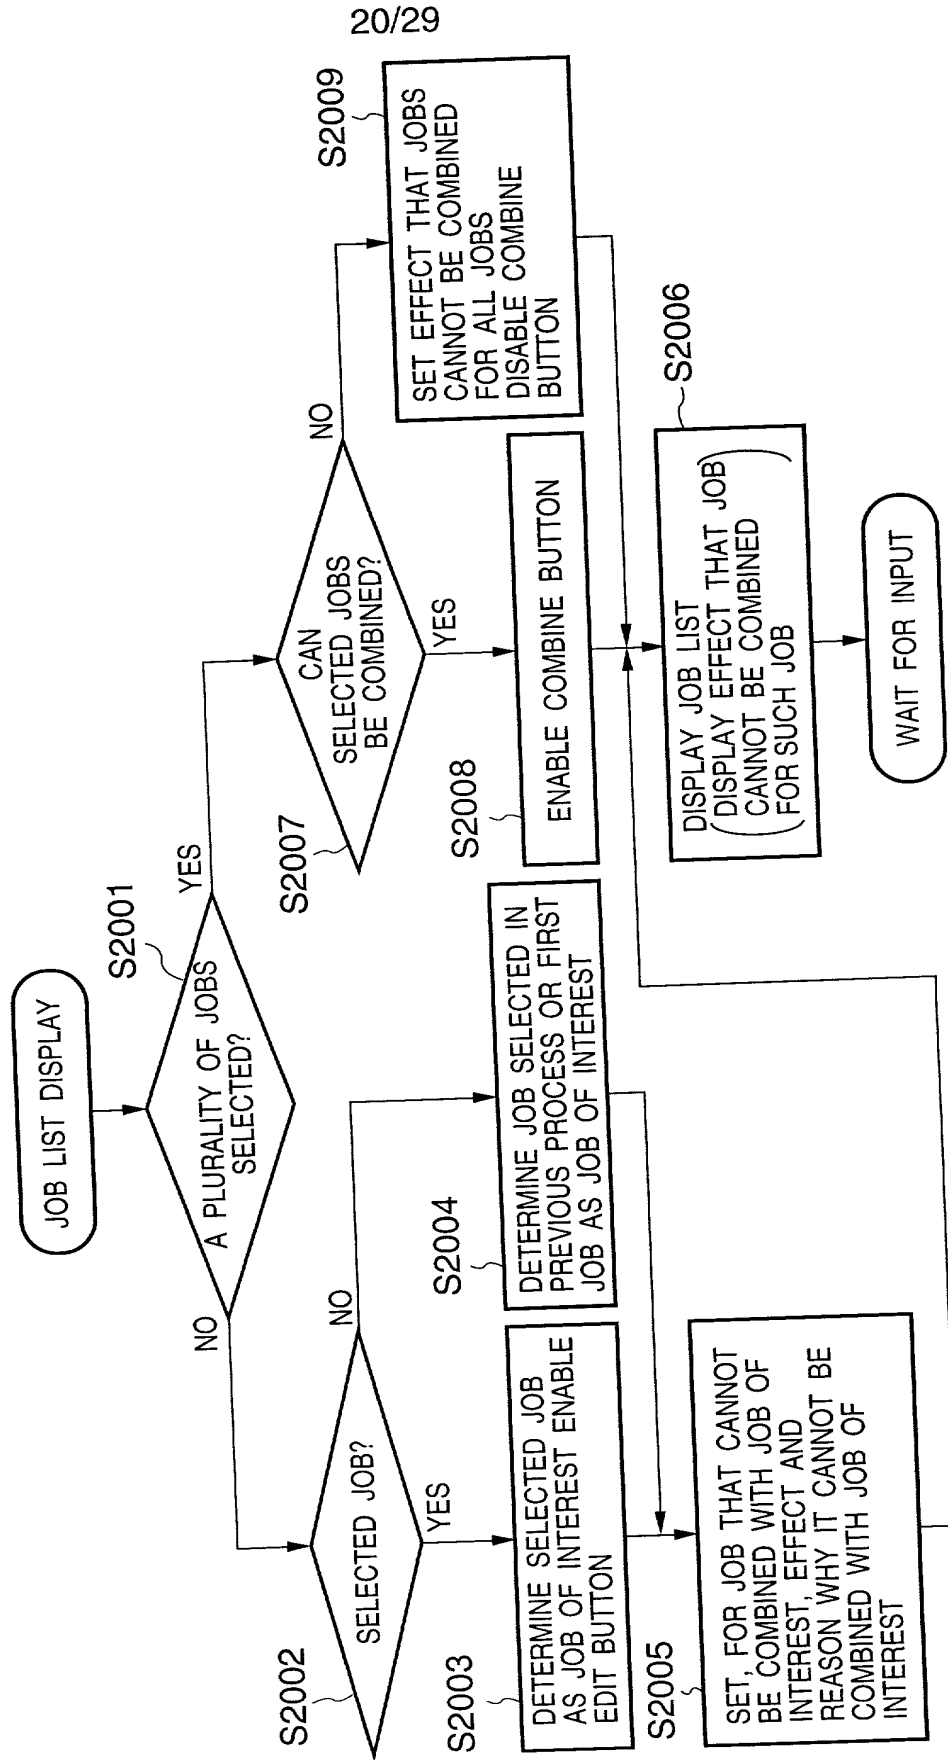 20/29
JOB LIST DISPLAY
S2001
A PLURALITY OF JOBS
SELECTED?
NO
YES
S2002
SELECTED JOB?
NO
YES
S2003
DETERMINE SELECTED JOB
AS JOB OF INTEREST ENABLE
EDIT BUTTON
S2004
DETERMINE JOB SELECTED IN
PREVIOUS PROCESS OR FIRST
JOB AS JOB OF INTEREST
S2005
SET, FOR JOB THAT CANNOT
BE COMBINED WITH JOB OF
INTEREST, EFFECT AND
REASON WHY IT CANNOT BE
COMBINED WITH JOB OF
INTEREST
S2007
CAN
SELECTED JOBS
BE COMBINED?
NO
YES
S2008
ENABLE COMBINE BUTTON
S2009
SET EFFECT THAT JOBS
CANNOT BE COMBINED
FOR ALL JOBS
DISABLE COMBINE
BUTTON
S2006
DISPLAY JOB LIST
(DISPLAY EFFECT THAT JOB
CANNOT BE COMBINED
FOR SUCH JOB)
WAIT FOR INPUT